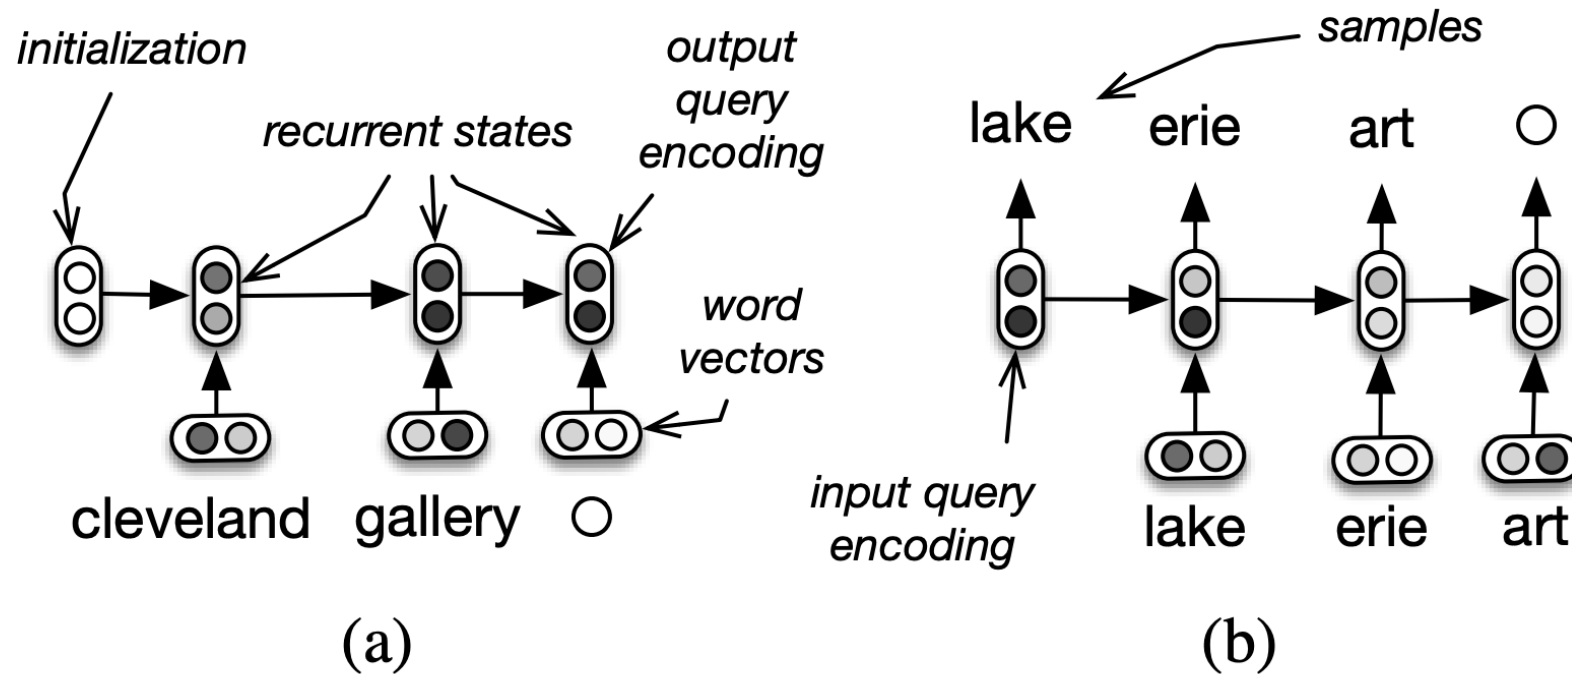 initialization
recurrent states
output
query
encoding
word
vectors
cleveland gallery
(a)
samples
lake erie art
input query
encoding
lake erie art
(b)